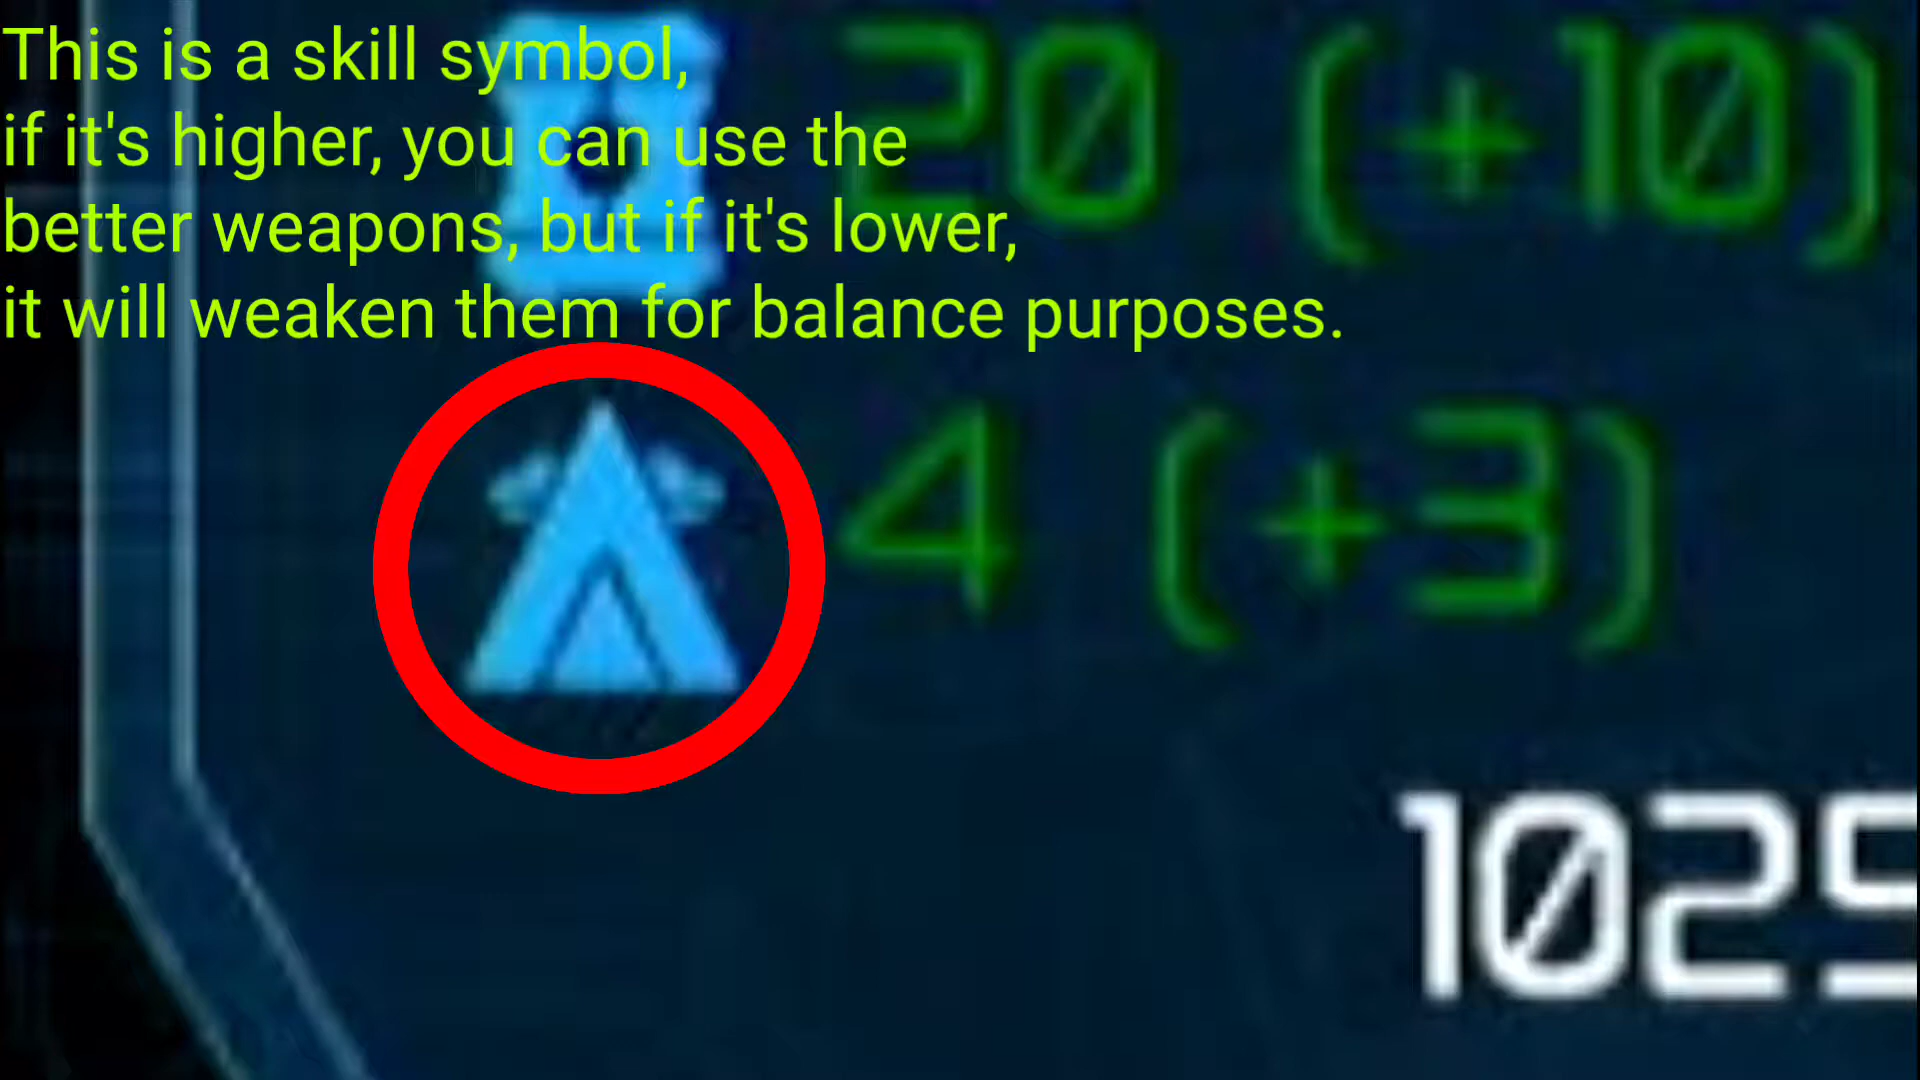 This is a skill symbol,
if it's higher, you can use the
better weapons, but if it's lower,
it will weaken them for balance purposes.
20 (+10)
4 (+3)
102